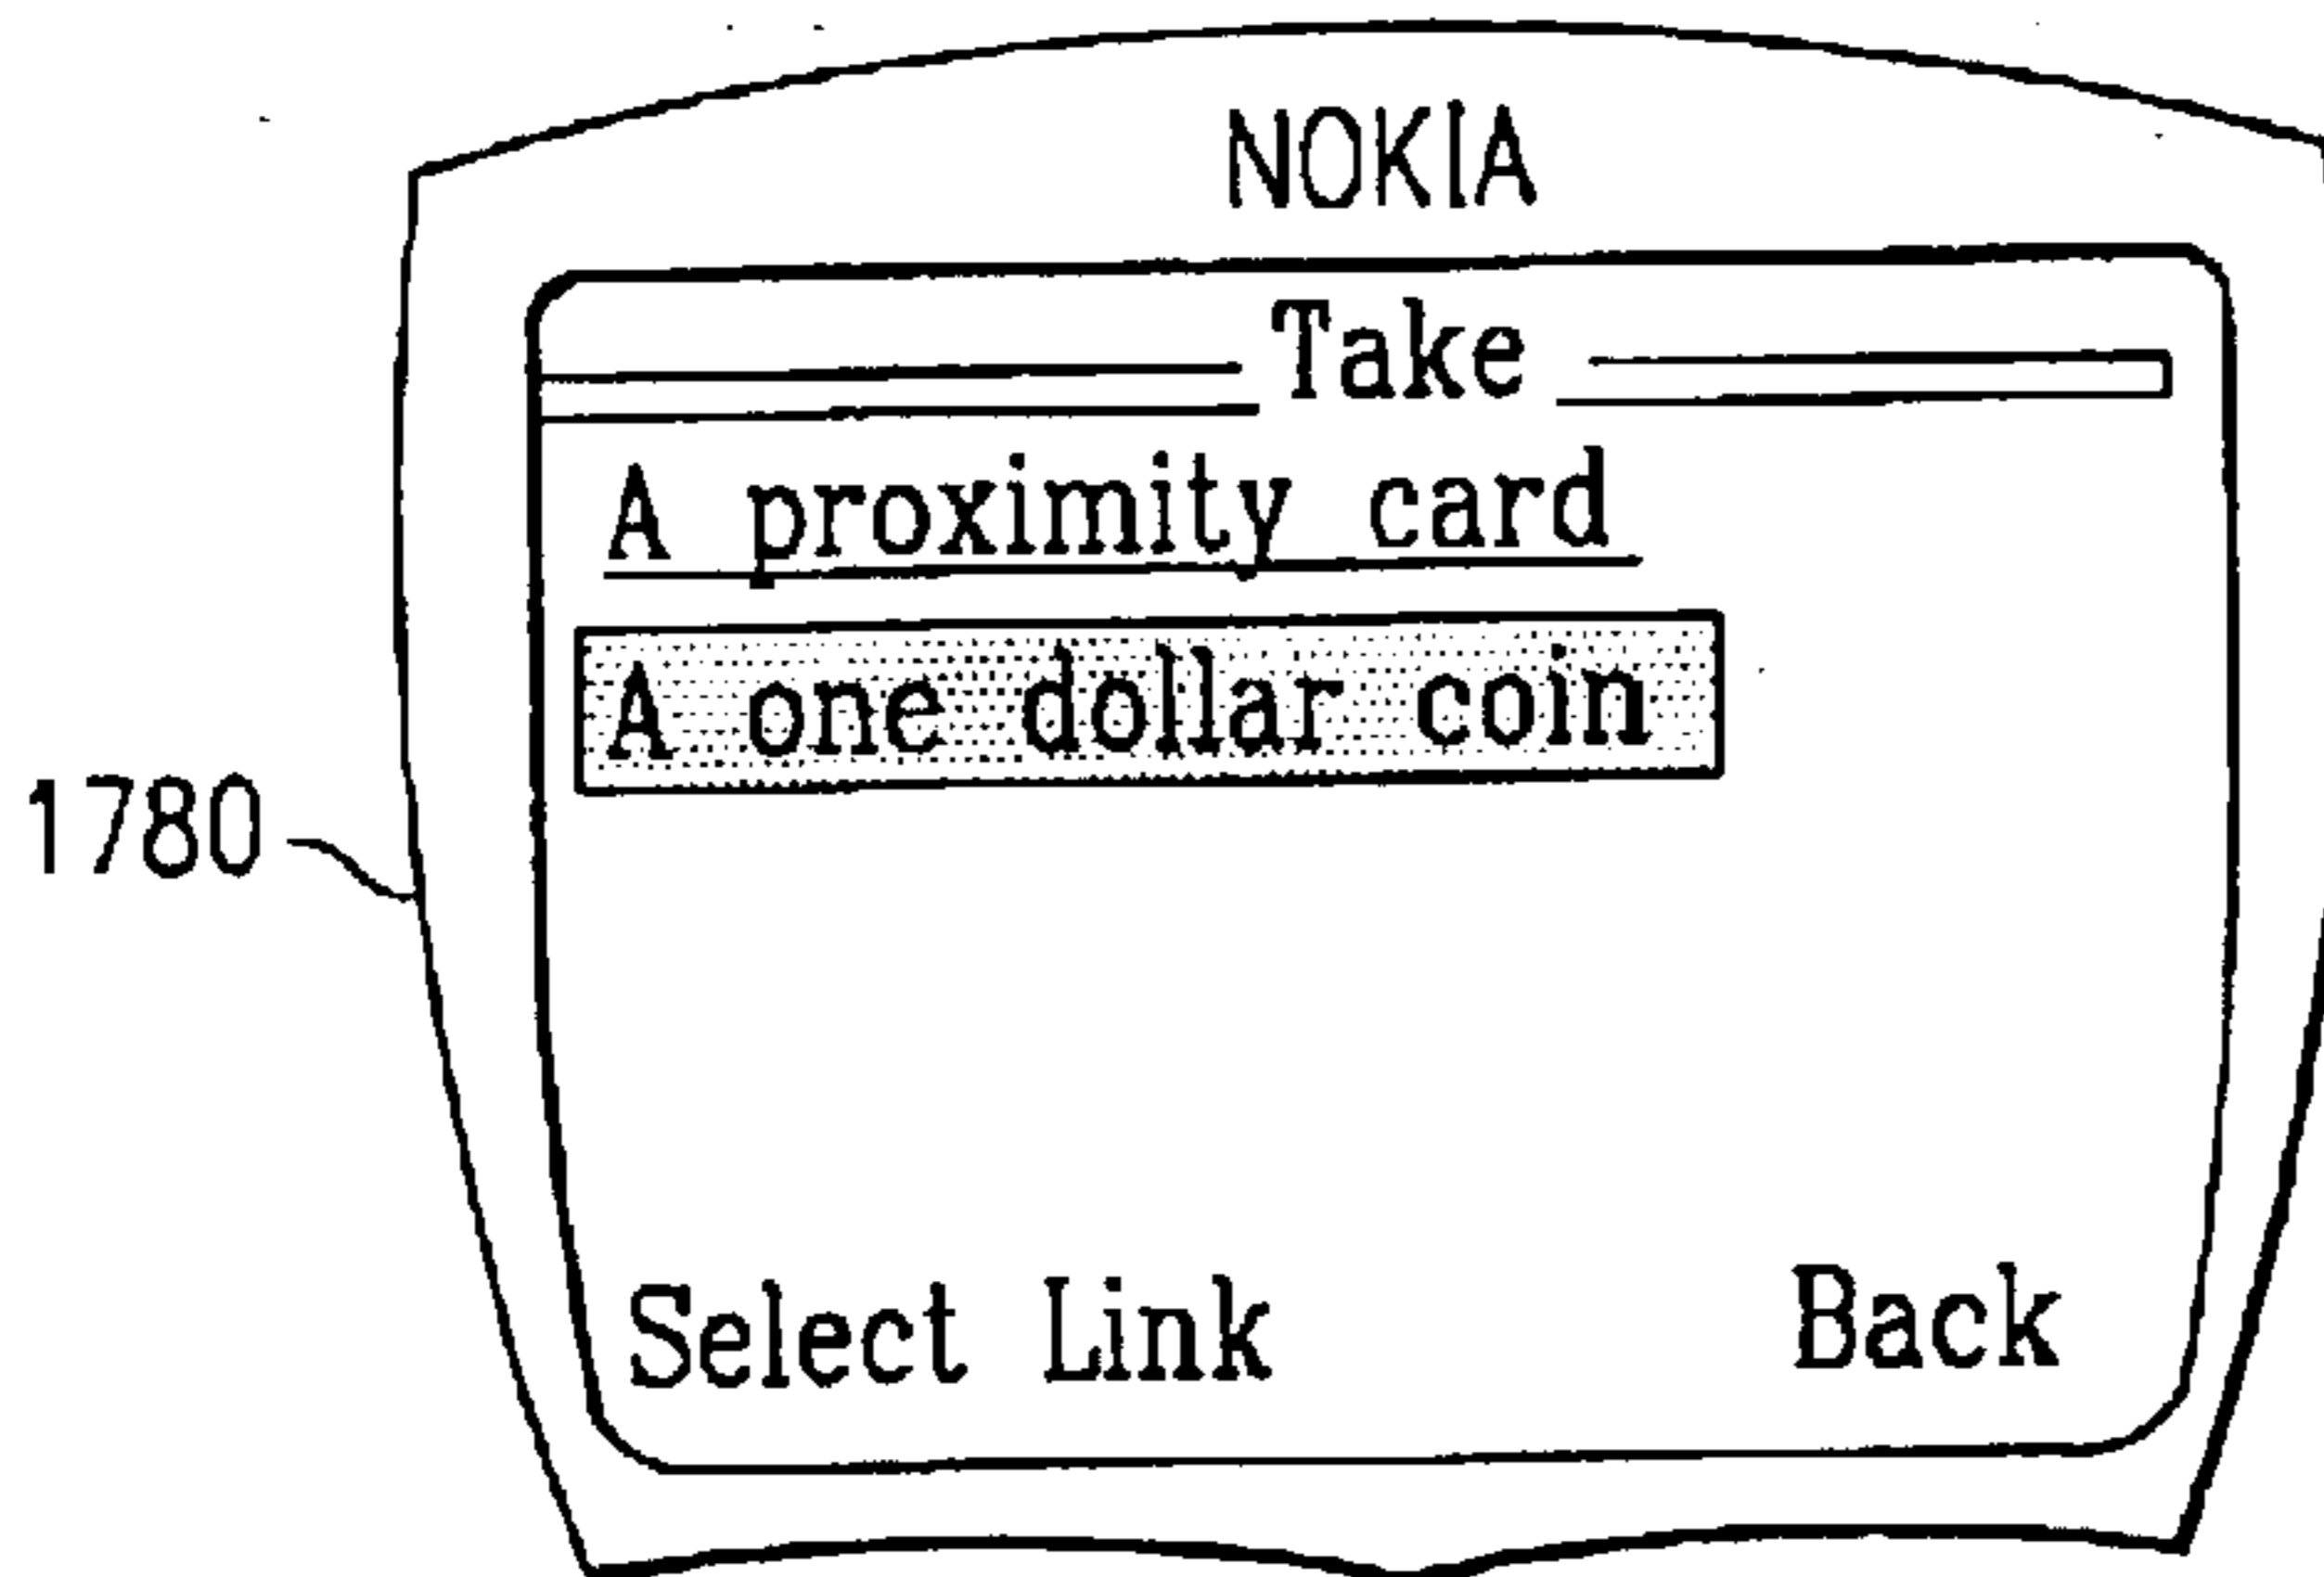 NOKIA
Take
A proximity card
A one dollar coin
1780
Select Link Back